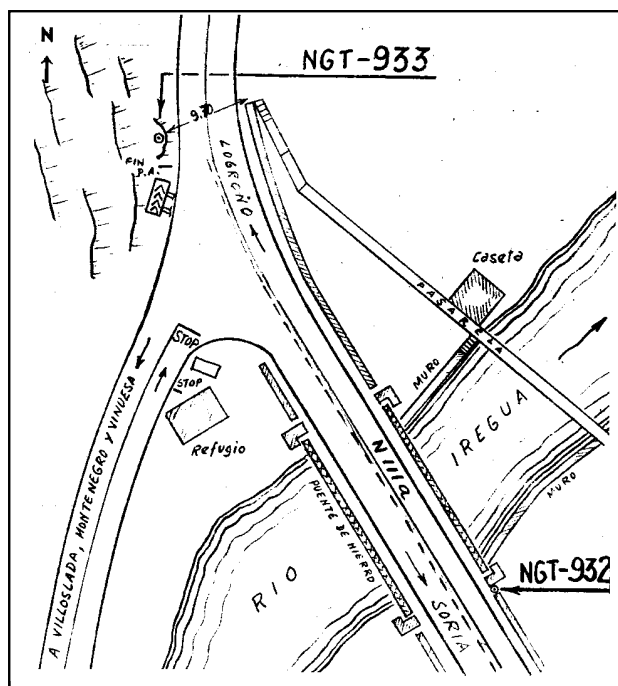 N
NGT-933
9.70
FIN
P.A.
LOGROÑO
Caseta
PASARELA
STOP
STOP
MURO
IREGUA
N111a
Refugio
MURO
A VILLOSLADA, MONTENEGRO Y VINUESA
PUENTE DE HIERRO
NGT-932
RIO
SORIA